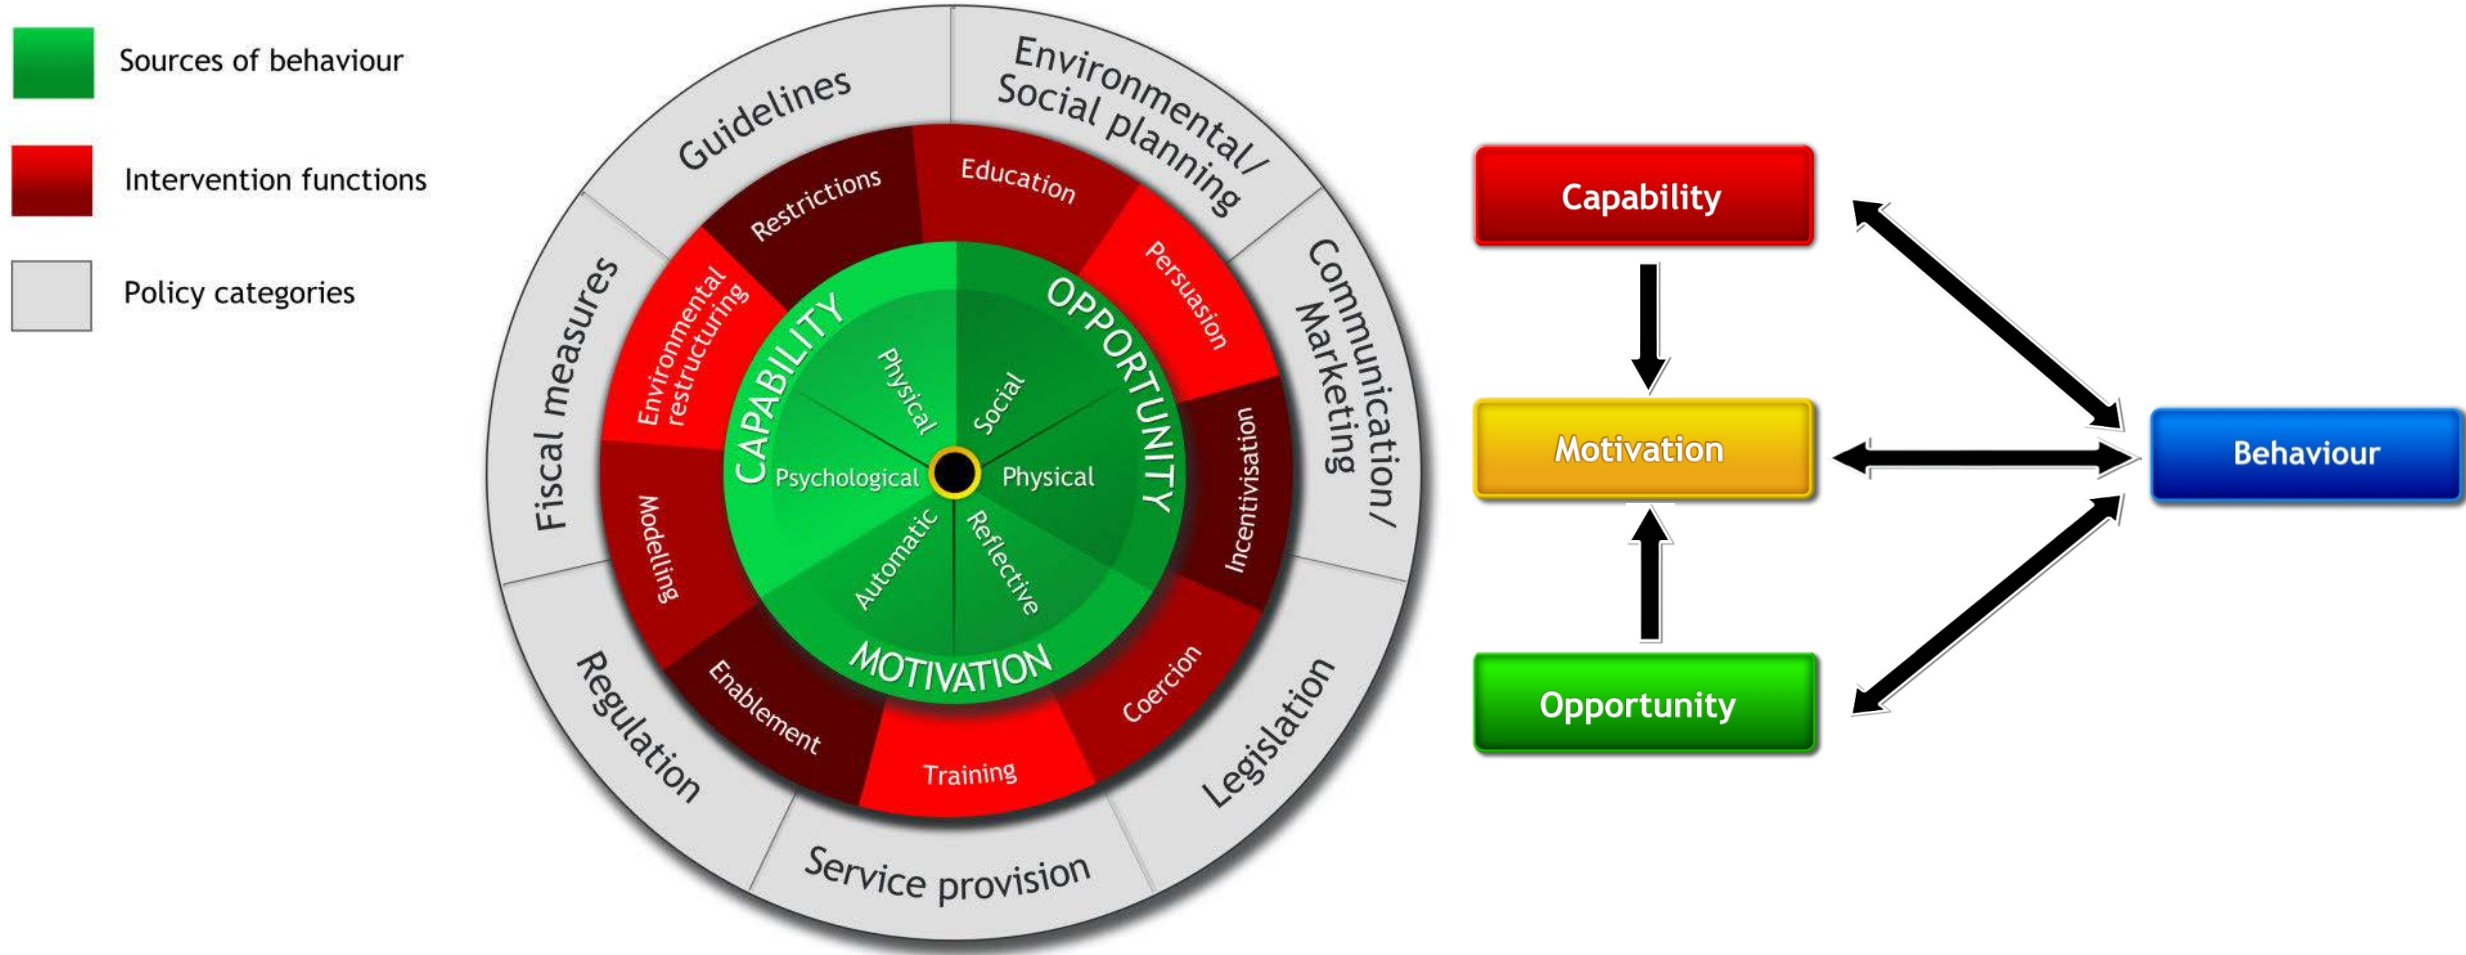 Sources of behaviour
Intervention functions
Policy categories
Guidelines
Environmental/
Social planning
Communication/
Marketing
Legislation
Service provision
Regulation
Fiscal measures
Restrictions
Education
Persuasion
Incentivisation
Coercion
Training
Enablement
Modelling
Environmental
restructuring
CAPABILITY
OPPORTUNITY
MOTIVATION
Physical
Social
Psychological
Physical
Automatic
Reflective
Capability
Motivation
Behaviour
Opportunity